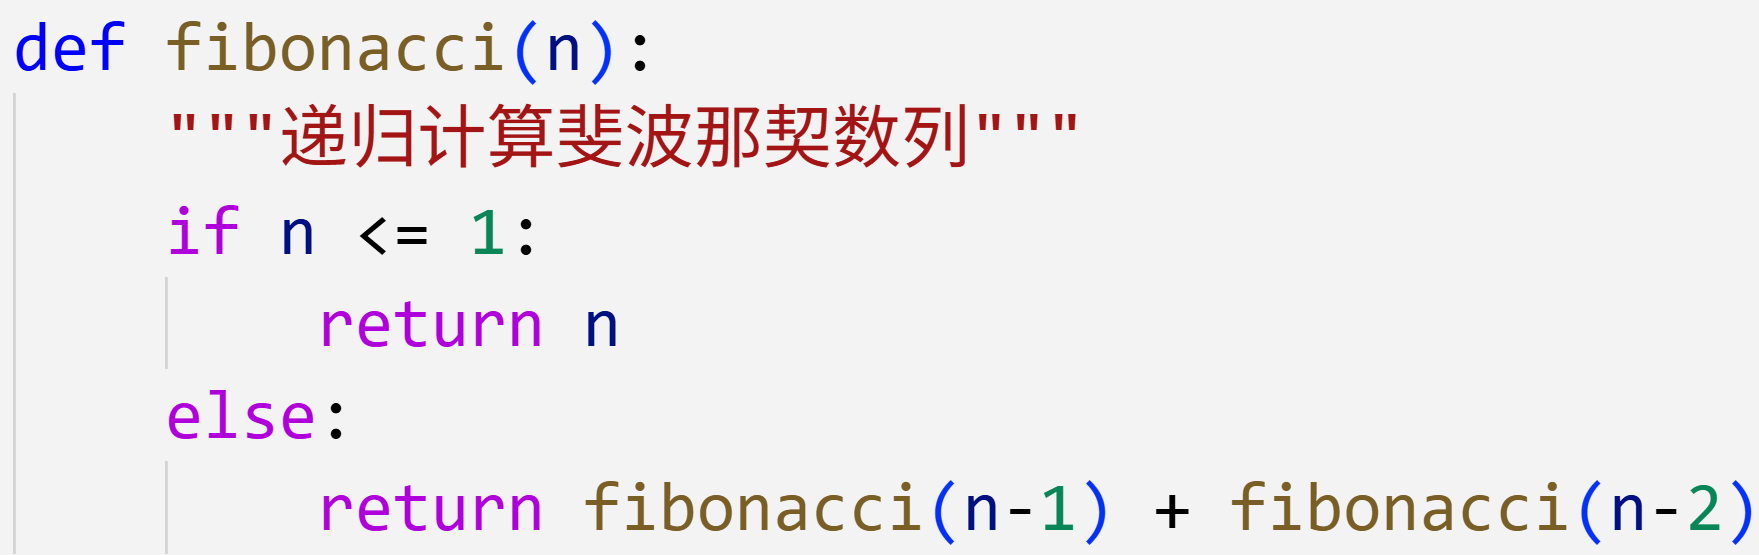 def fibonacci(n):
    """递归计算斐波那契数列"""
    if n <= 1:
        return n
    else:
        return fibonacci(n-1) + fibonacci(n-2)